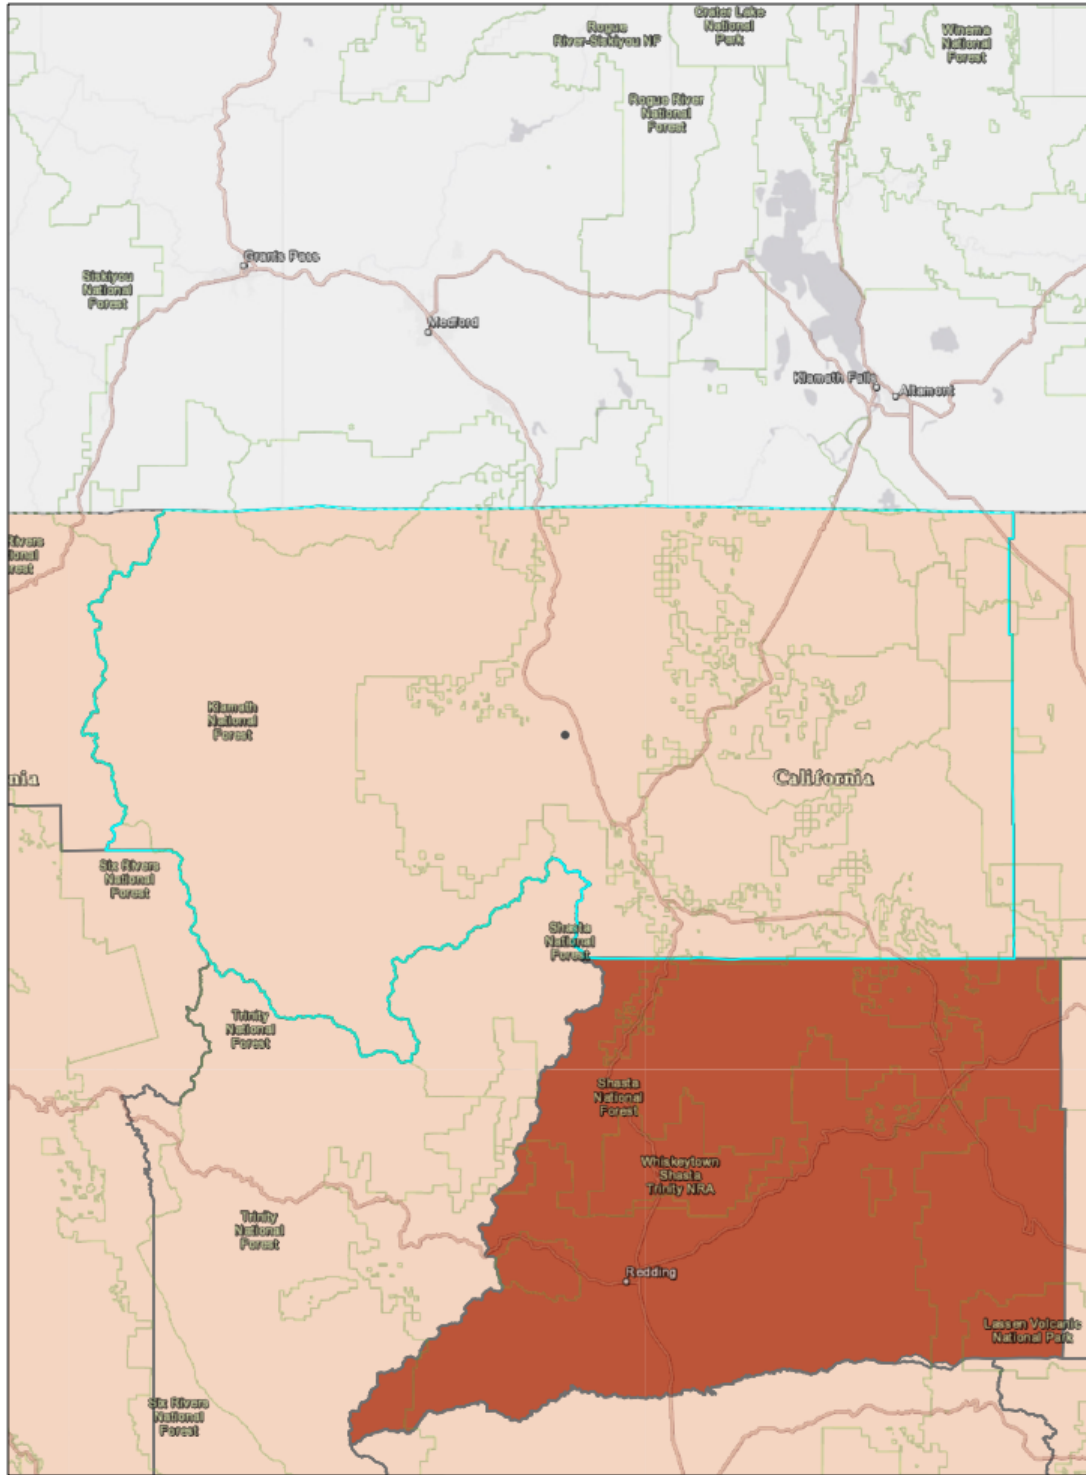 Rogue
River-Siskiyou NF
Crater Lake
National
Park
Winema
National
Forest
Rogue River
National
Forest
Grants Pass
Siskiyou
National
Forest
Medford
Klamath Falls
Altamont
Rivers
Klamath
National
Forest
nia
California
Six Rivers
National
Forest
Shasta
National
Forest
Trinity
National
Forest
Shasta
National
Forest
Whiskeytown
Shasta
Trinity NRA
Trinity
National
Forest
Redding
Lassen Volcanic
National Park
Six Rivers
National
Forest